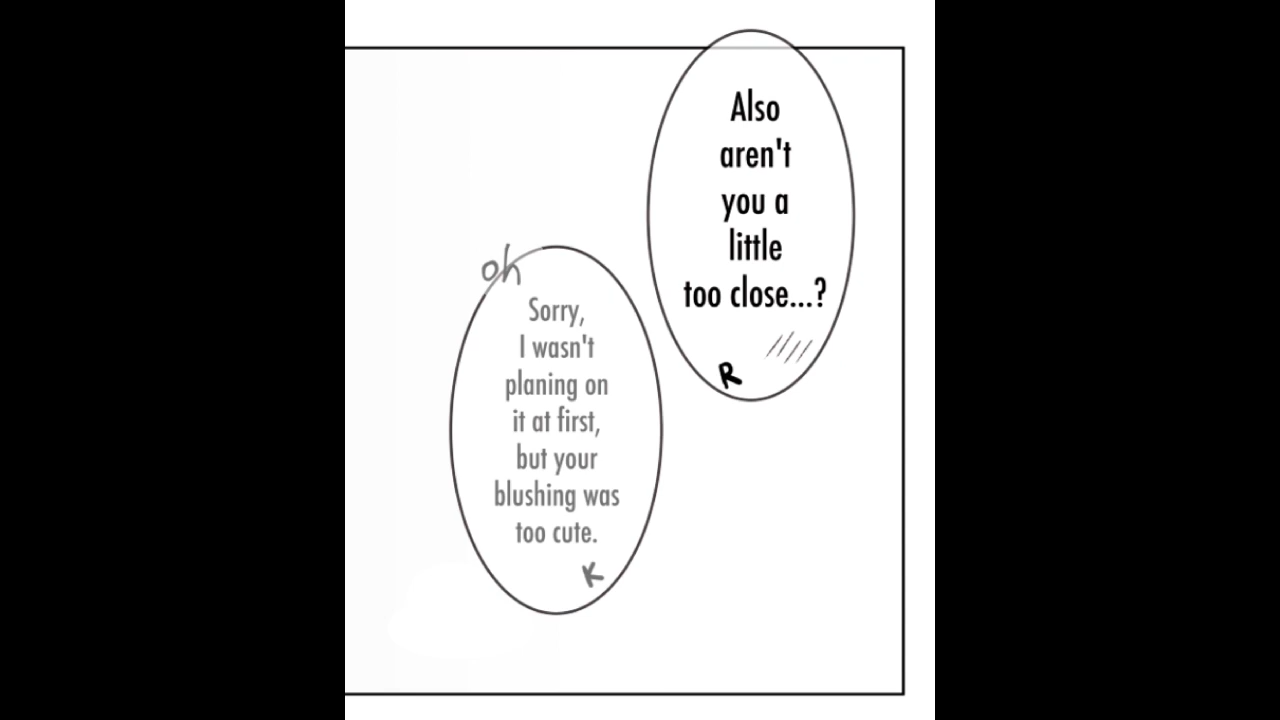 Also
aren't
you a
little
too close...?
R
oh
Sorry,
I wasn't
planing on
it at first,
but your
blushing was
too cute.
K